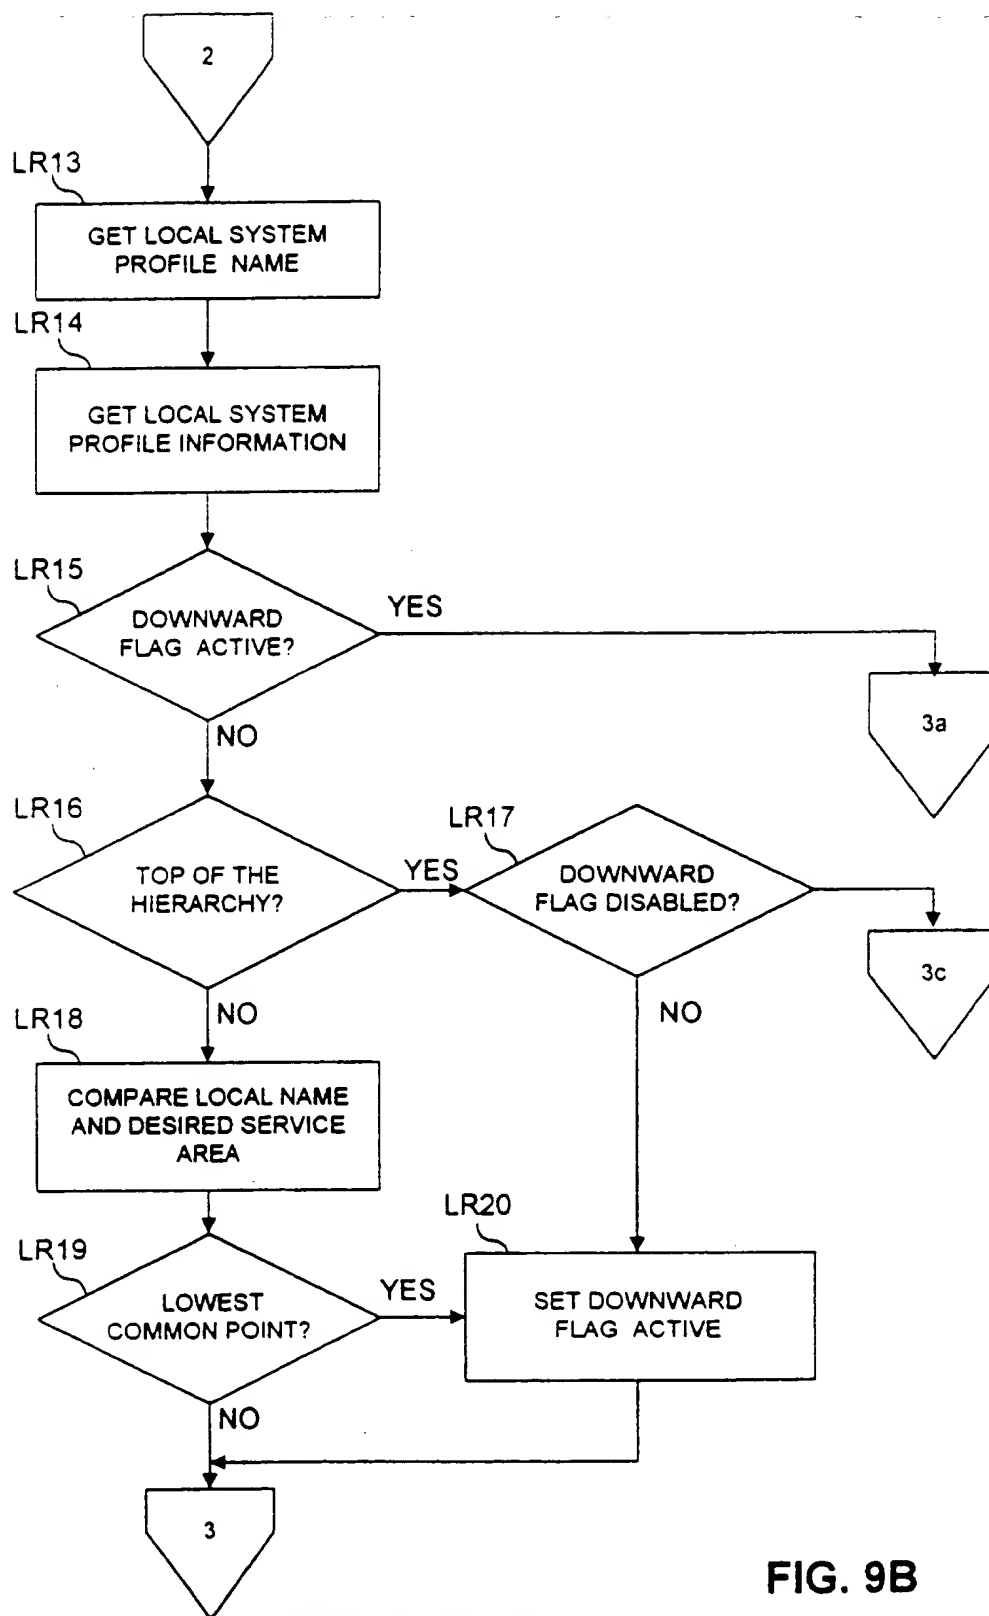 2
LR13
GET LOCAL SYSTEM
PROFILE NAME
LR14
GET LOCAL SYSTEM
PROFILE INFORMATION
LR15
DOWNWARD
FLAG ACTIVE?
YES
3a
NO
LR16
TOP OF THE
HIERARCHY?
YES
LR17
DOWNWARD
FLAG DISABLED?
3c
NO
NO
LR18
COMPARE LOCAL NAME
AND DESIRED SERVICE
AREA
LR19
LOWEST
COMMON POINT?
YES
LR20
SET DOWNWARD
FLAG ACTIVE
NO
3
FIG. 9B